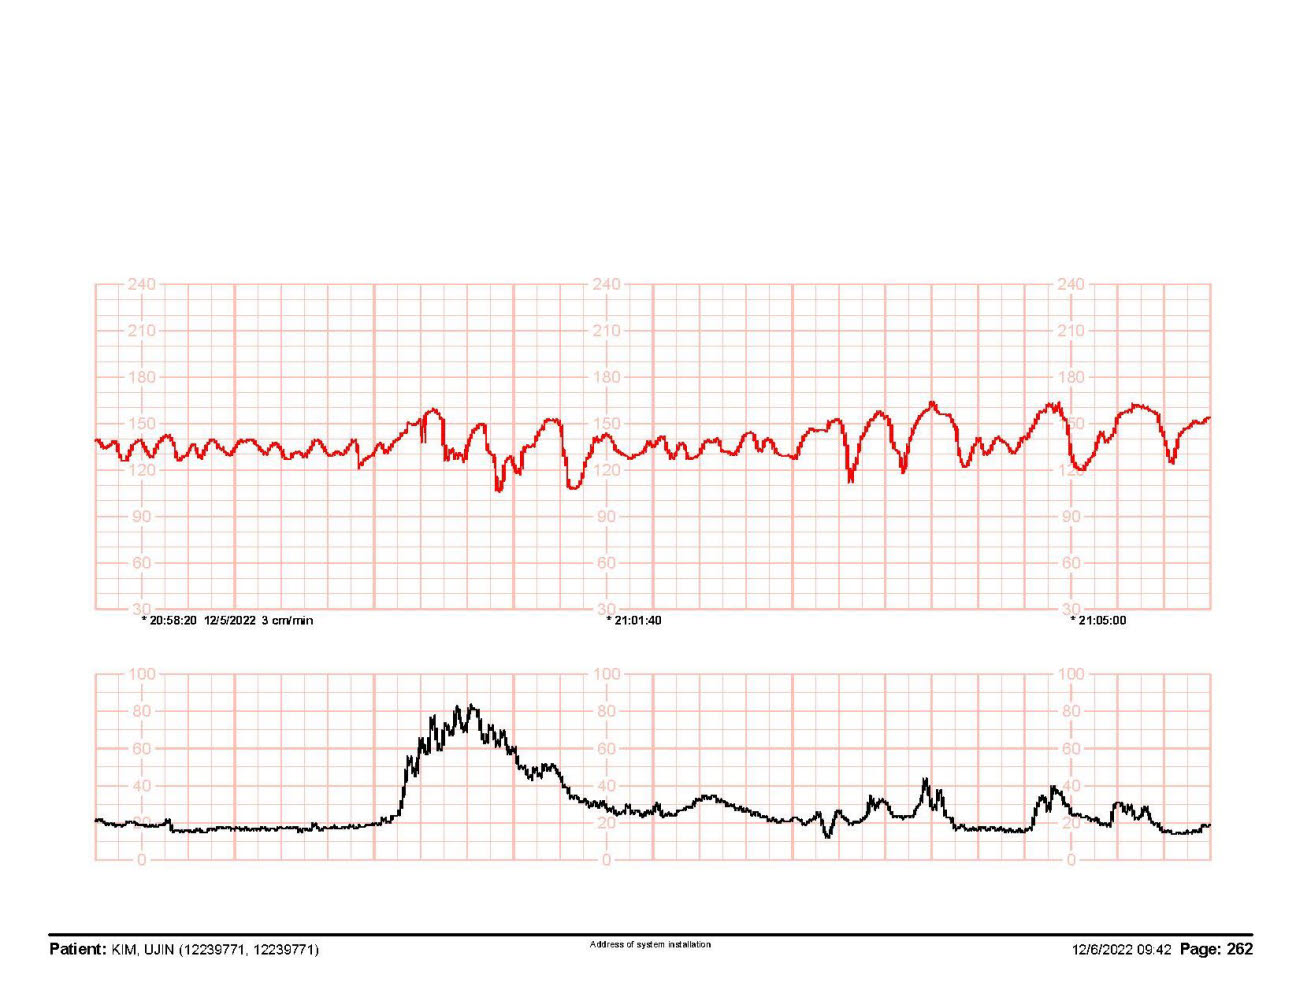 240 240 240
210 210 210
180 180 180
150 150 150
120 120 120
90 90 90
60 60 60
30 30 30
* 20:58:20 12/5/2022 3 cm/min * 21:01:40 * 21:05:00
100 100 100
80 80 80
60 60 60
40 40 40
20 20 20
0 0 0
Patient: KIM, UJIN (12239771, 12239771) Address of system installation 12/6/2022 09:42 Page: 262